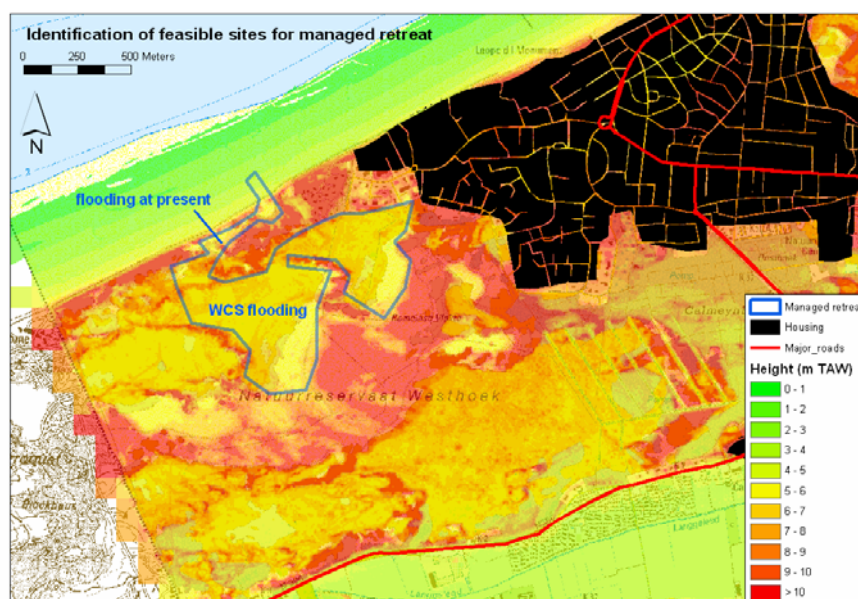 Identification of feasible sites for managed retreat
0 250 500 Meters
N
flooding at present
WCS flooding
Natuurreservaat Westhoek
Managed retrea
Housing
Major_roads
Height (m TAW)
0 - 1
1 - 2
2 - 3
3 - 4
4 - 5
5 - 6
6 - 7
7 - 8
8 - 9
9 - 10
> 10